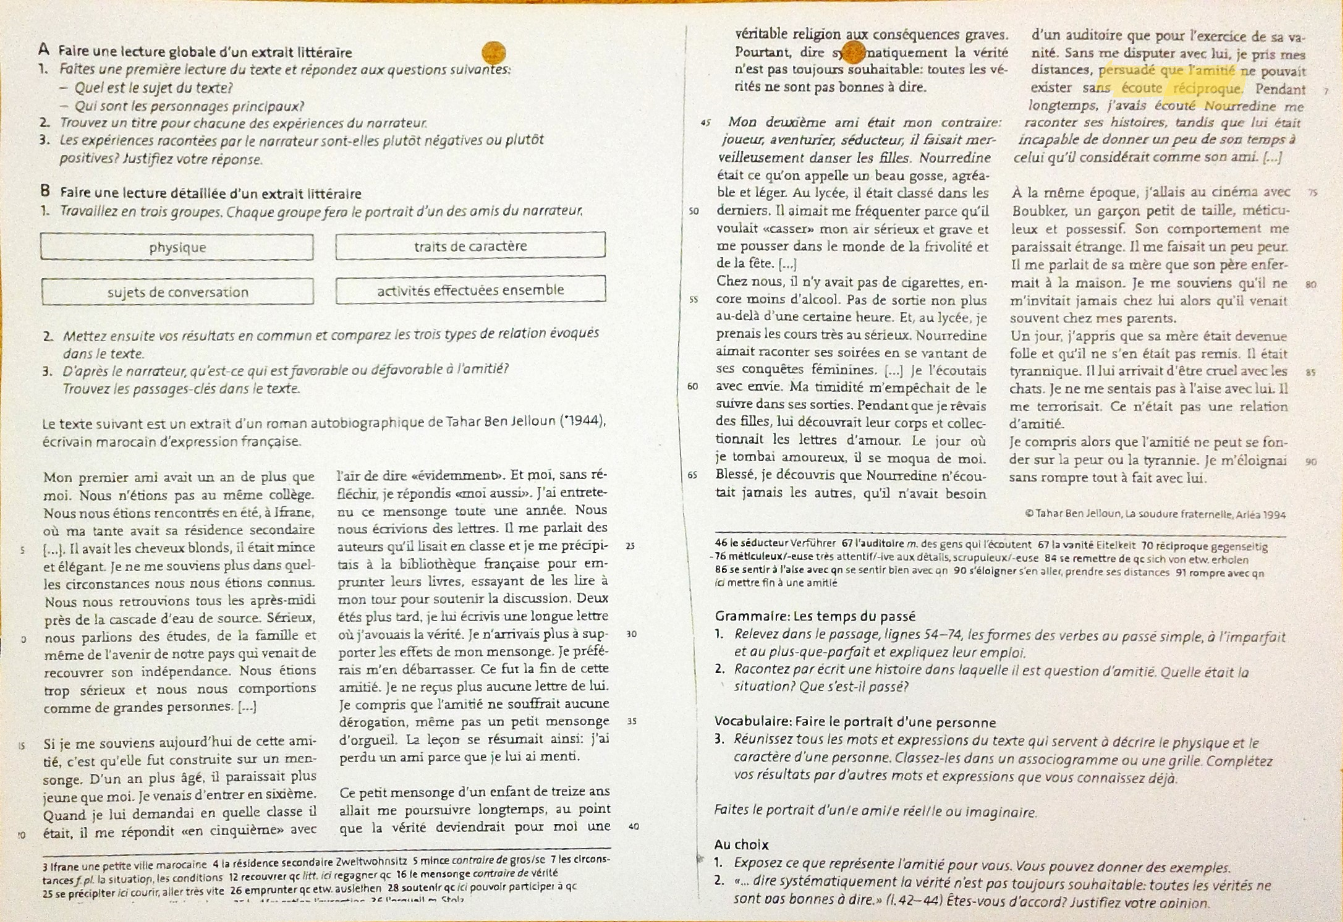 A Faire une lecture globale d'un extrait littéraire
1. Faites une première lecture du texte et répondez aux questions suivantes:
– Quel est le sujet du texte?
– Qui sont les personnages principaux?
2. Trouvez un titre pour chacune des expériences du narrateur.
3. Les expériences racontées par le narrateur sont-elles plutôt négatives ou plutôt
positives? Justifiez votre réponse.
B Faire une lecture détaillée d'un extrait littéraire
1. Travaillez en trois groupes. Chaque groupe fera le portrait d'un des amis du narrateur.
physique
traits de caractère
sujets de conversation
activités effectuées ensemble
2. Mettez ensuite vos résultats en commun et comparez les trois types de relation évoqués
dans le texte.
3. D'après le narrateur, qu'est-ce qui est favorable ou défavorable à l'amitié?
Trouvez les passages-clés dans le texte.
Le texte suivant est un extrait d'un roman autobiographique de Tahar Ben Jelloun (*1944),
écrivain marocain d'expression française.
Mon premier ami avait un an de plus que
moi. Nous n'étions pas au même collège.
Nous nous étions rencontrés en été, à Ifrane,
où ma tante avait sa résidence secondaire
5 [...]. Il avait les cheveux blonds, il était mince
et élégant. Je ne me souviens plus dans quel-
les circonstances nous nous étions connus.
Nous nous retrouvions tous les après-midi
près de la cascade d'eau de source. Sérieux,
nous parlions des études, de la famille et
même de l'avenir de notre pays qui venait de
recouvrer son indépendance. Nous étions
trop sérieux et nous nous comportions
comme de grandes personnes. [...]
15 Si je me souviens aujourd'hui de cette ami-
tié, c'est qu'elle fut construite sur un men-
songe. D'un an plus âgé, il paraissait plus
jeune que moi. Je venais d'entrer en sixième.
Quand je lui demandai en quelle classe il
était, il me répondit «en cinquième» avec
l'air de dire «évidemment». Et moi, sans ré-
fléchir, je répondis «moi aussi». J'ai entrete-
nu ce mensonge toute une année. Nous
nous écrivions des lettres. Il me parlait des
auteurs qu'il lisait en classe et je me précipi- 25
tais à la bibliothèque française pour em-
prunter leurs livres, essayant de les lire à
mon tour pour soutenir la discussion. Deux
étés plus tard, je lui écrivis une longue lettre
où j'avouais la vérité. Je n'arrivais plus à sup- 30
porter les effets de mon mensonge. Je préfé-
rais m'en débarrasser. Ce fut la fin de cette
amitié. Je ne reçus plus aucune lettre de lui.
Je compris que l'amitié ne souffrait aucune
dérogation, même pas un petit mensonge 35
d'orgueil. La leçon se résumait ainsi: j'ai
perdu un ami parce que je lui ai menti.
Ce petit mensonge d'un enfant de treize ans
allait me poursuivre longtemps, au point
que la vérité deviendrait pour moi une 40
3 Ifrane une petite ville marocaine 4 la résidence secondaire Zweitwohnsitz 5 mince contraire de gros/se 7 les circons-
tances f. pl. la situation, les conditions 12 recouvrer qc litt. ici regagner qc 16 le mensonge contraire de vérité
25 se précipiter ici courir, aller très vite 26 emprunter qc etw. ausleihen 28 soutenir qc ici pouvoir participer à qc
véritable religion aux conséquences graves.
Pourtant, dire systématiquement la vérité
n'est pas toujours souhaitable: toutes les vé-
rités ne sont pas bonnes à dire.
45 Mon deuxième ami était mon contraire:
joueur, aventurier, séducteur, il faisait mer-
veilleusement danser les filles. Nourredine
était ce qu'on appelle un beau gosse, agréa-
ble et léger. Au lycée, il était classé dans les
50 derniers. Il aimait me fréquenter parce qu'il
voulait «casser» mon air sérieux et grave et
me pousser dans le monde de la frivolité et
de la fête. [...]
Chez nous, il n'y avait pas de cigarettes, en-
55 core moins d'alcool. Pas de sortie non plus
au-delà d'une certaine heure. Et, au lycée, je
prenais les cours très au sérieux. Nourredine
aimait raconter ses soirées en se vantant de
ses conquêtes féminines. [...] Je l'écoutais
60 avec envie. Ma timidité m'empêchait de le
suivre dans ses sorties. Pendant que je rêvais
des filles, lui découvrait leur corps et collec-
tionnait les lettres d'amour. Le jour où
je tombai amoureux, il se moqua de moi.
65 Blessé, je découvris que Nourredine n'écou-
tait jamais les autres, qu'il n'avait besoin
d'un auditoire que pour l'exercice de sa va-
nité. Sans me disputer avec lui, je pris mes
distances, persuadé que l'amitié ne pouvait
exister sans écoute réciproque. Pendant
longtemps, j'avais écouté Nourredine me
raconter ses histoires, tandis que lui était
incapable de donner un peu de son temps à
celui qu'il considérait comme son ami. [...]
À la même époque, j'allais au cinéma avec 75
Boubker, un garçon petit de taille, méticu-
leux et possessif. Son comportement me
paraissait étrange. Il me faisait un peu peur.
Il me parlait de sa mère que son père enfer-
mait à la maison. Je me souviens qu'il ne 80
m'invitait jamais chez lui alors qu'il venait
souvent chez mes parents.
Un jour, j'appris que sa mère était devenue
folle et qu'il ne s'en était pas remis. Il était
tyrannique. Il lui arrivait d'être cruel avec les 85
chats. Je ne me sentais pas à l'aise avec lui. Il
me terrorisait. Ce n'était pas une relation
d'amitié.
Je compris alors que l'amitié ne peut se fon-
der sur la peur ou la tyrannie. Je m'éloignai 90
sans rompre tout à fait avec lui.
© Tahar Ben Jelloun, La soudure fraternelle, Arléa 1994
46 le séducteur Verführer 67 l'auditoire m. des gens qui l'écoutent 67 la vanité Eitelkeit 70 réciproque gegenseitig
76 méticuleux/-euse très attentif/-ive aux détails, scrupuleux/-euse 84 se remettre de qc sich von etw. erholen
86 se sentir à l'aise avec qn se sentir bien avec qn 90 s'éloigner s'en aller, prendre ses distances 91 rompre avec qn
ici mettre fin à une amitié
Grammaire: Les temps du passé
1. Relevez dans le passage, lignes 54–74, les formes des verbes au passé simple, à l'imparfait
et au plus-que-parfait et expliquez leur emploi.
2. Racontez par écrit une histoire dans laquelle il est question d'amitié. Quelle était la
situation? Que s'est-il passé?
Vocabulaire: Faire le portrait d'une personne
3. Réunissez tous les mots et expressions du texte qui servent à décrire le physique et le
caractère d'une personne. Classez-les dans un associogramme ou une grille. Complétez
vos résultats par d'autres mots et expressions que vous connaissez déjà.
Faites le portrait d'un/e ami/e réel/le ou imaginaire.
Au choix
1. Exposez ce que représente l'amitié pour vous. Vous pouvez donner des exemples.
2. «... dire systématiquement la vérité n'est pas toujours souhaitable: toutes les vérités ne
sont pas bonnes à dire.» (l. 42–44) Êtes-vous d'accord? Justifiez votre opinion.